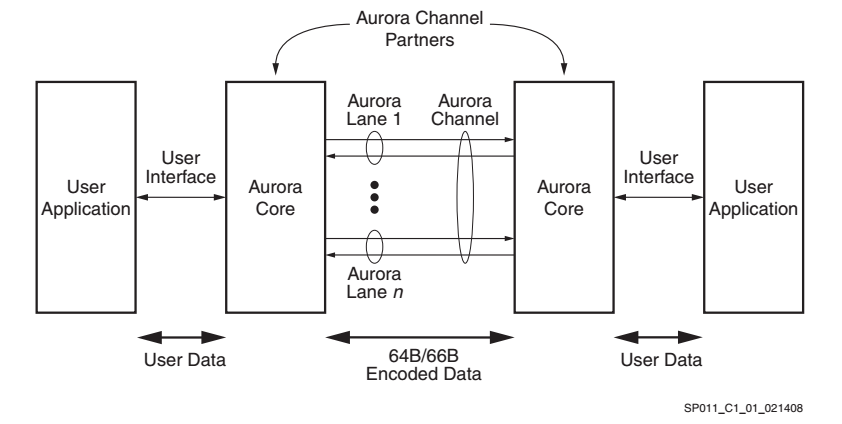 Aurora Channel
Partners
Aurora
Lane 1
Aurora
Channel
User
Interface
User
Interface
User
Application
Aurora
Core
Aurora
Core
User
Application
Aurora
Lane n
User Data
64B/66B
Encoded Data
User Data
SP011_C1_01_021408